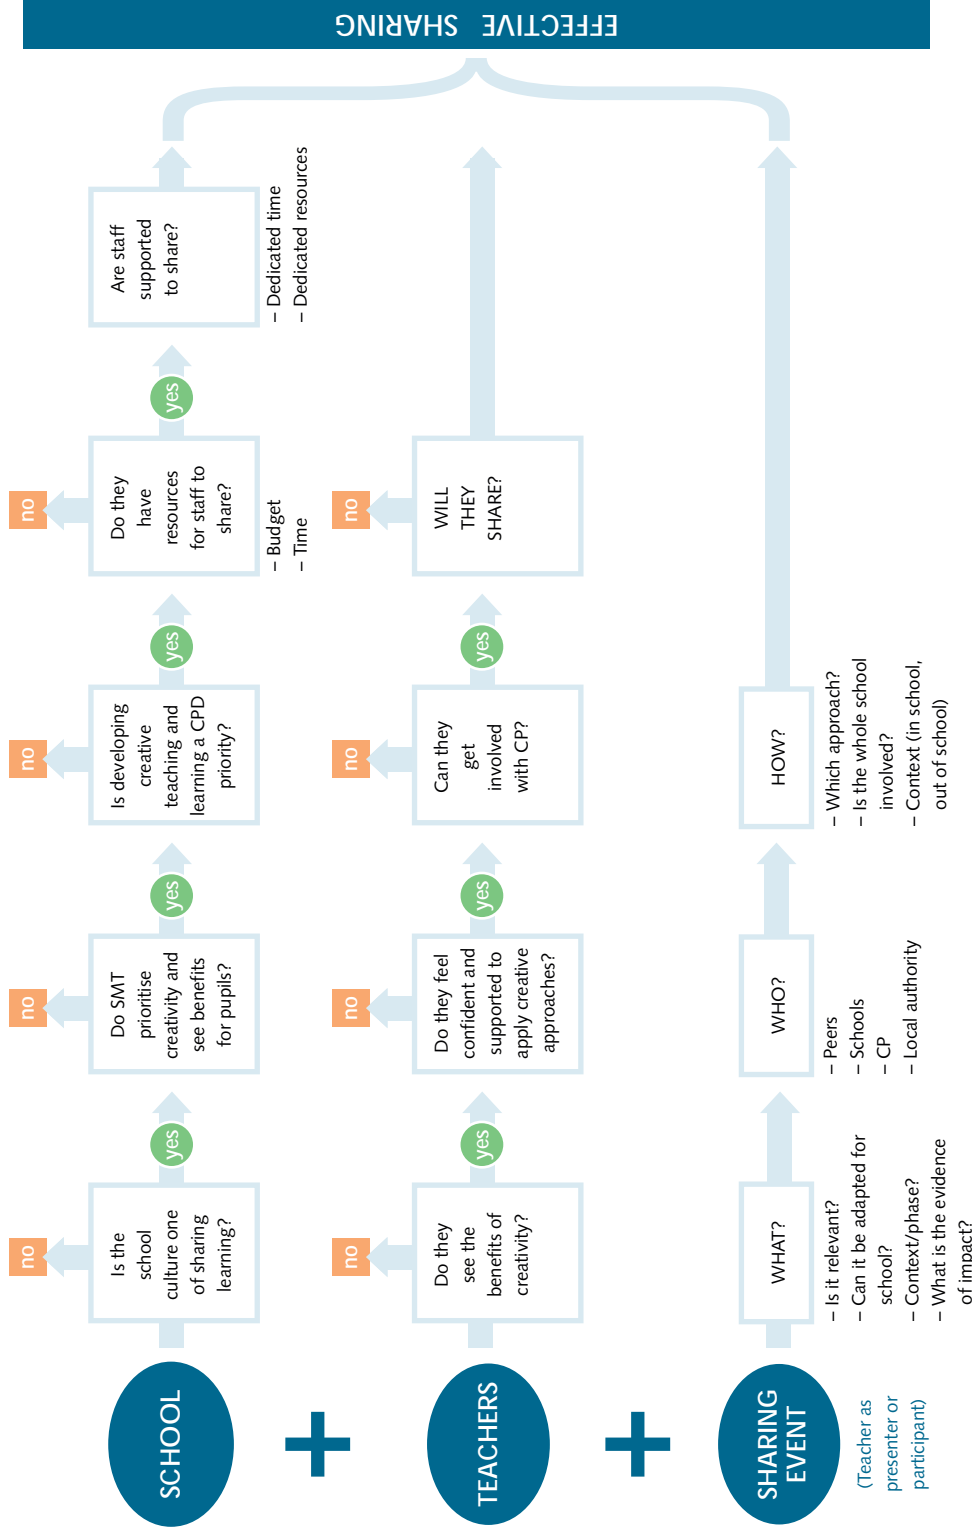 SCHOOL
no
Is the
school
culture one
of sharing
learning?
yes
no
Do SMT
prioritise
creativity and
see benefits
for pupils?
yes
no
Is developing
creative
teaching and
learning a CPD
priority?
yes
no
Do they
have
resources
for staff to
share?
– Budget
– Time
yes
Are staff
supported
to share?
– Dedicated time
– Dedicated resources
TEACHERS
no
Do they
see the
benefits of
creativity?
yes
no
Do they feel
confident and
supported to
apply creative
approaches?
yes
no
Can they
get
involved
with CP?
yes
no
WILL
THEY
SHARE?
SHARING
EVENT
(Teacher as
presenter or
participant)
WHAT?
– Is it relevant?
– Can it be adapted for
school?
– Context/phase?
– What is the evidence
of impact?
WHO?
– Peers
– Schools
– CP
– Local authority
HOW?
– Which approach?
– Is the whole school
involved?
– Context (in school,
out of school)
EFFECTIVE SHARING